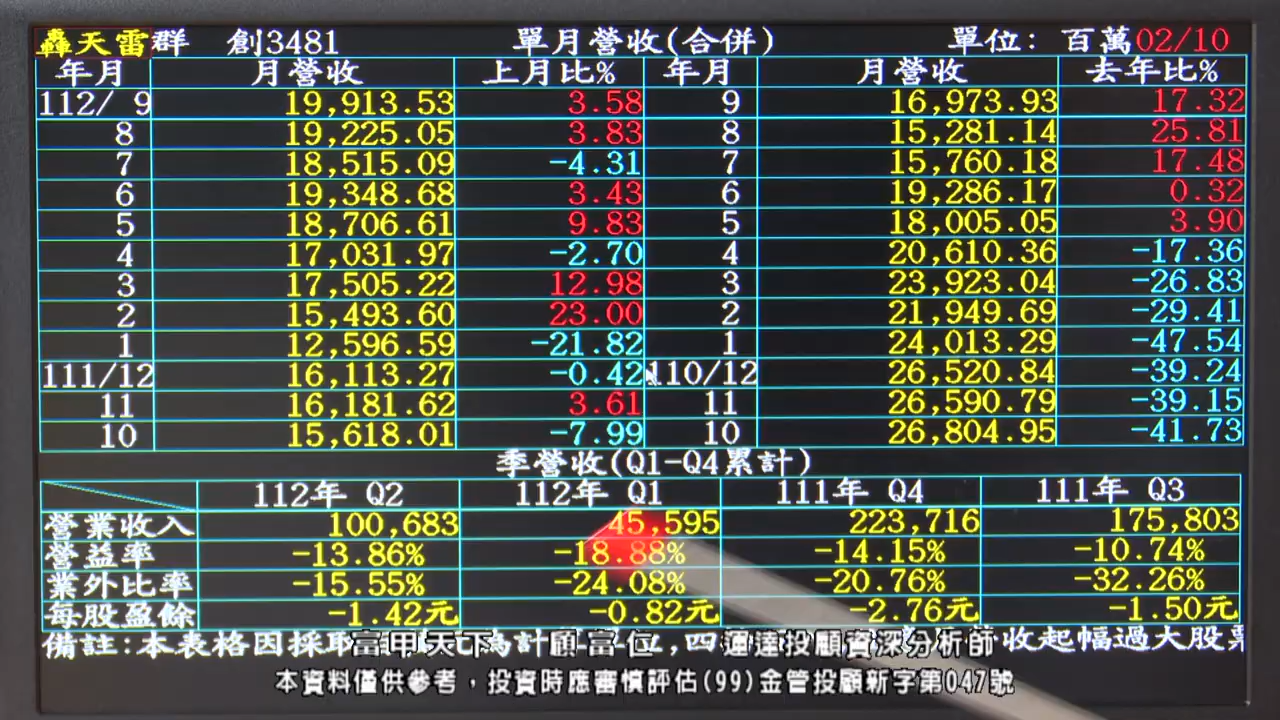 轟天雷群 創3481 單月營收(合併) 單位: 百萬02/10
年月 月營收 上月比% 年月 月營收 去年比%
112/ 9 19,913.53 3.58 9 16,973.93 17.32
8 19,225.05 3.83 8 15,281.14 25.81
7 18,515.09 -4.31 7 15,760.18 17.48
6 19,348.68 3.43 6 19,286.17 0.32
5 18,706.61 9.83 5 18,005.05 3.90
4 17,031.97 -2.70 4 20,610.36 -17.36
3 17,505.22 12.98 3 23,923.04 -26.83
2 15,493.60 23.00 2 21,949.69 -29.41
1 12,596.59 -21.82 1 24,013.29 -47.54
111/12 16,113.27 -0.42 110/12 26,520.84 -39.24
11 16,181.62 3.61 11 26,590.79 -39.15
10 15,618.01 -7.99 10 26,804.95 -41.73
季營收(Q1-Q4累計)
112年 Q2 112年 Q1 111年 Q4 111年 Q3
營業收入 100,683 45,595 223,716 175,803
營益率 -13.86% -18.88% -14.15% -10.74%
業外比率 -15.55% -24.08% -20.76% -32.26%
每股盈餘 -1.42元 -0.82元 -2.76元 -1.50元
備註:本表格因採取 為計 位,四 收起幅過大股票
富甲天下 顧富位 運達投顧資深分析師
本資料僅供參考，投資時應審慎評估(99)金管投顧新字第047號